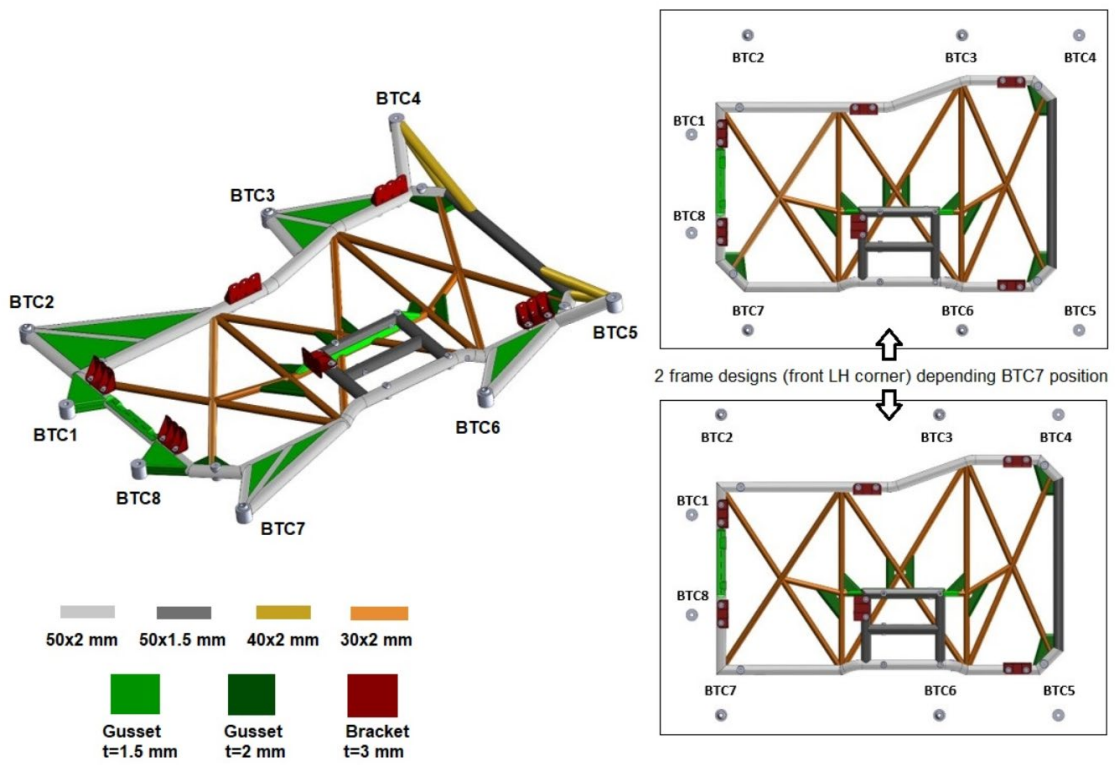 BTC4
BTC3
BTC2
BTC5
BTC1
BTC6
BTC8
BTC7
50x2 mm
50x1.5 mm
40x2 mm
30x2 mm
Gusset
t=1.5 mm
Gusset
t=2 mm
Bracket
t=3 mm
BTC2
BTC3
BTC4
BTC1
BTC8
BTC7
BTC6
BTC5
2 frame designs (front LH corner) depending BTC7 position
BTC2
BTC3
BTC4
BTC1
BTC8
BTC7
BTC6
BTC5